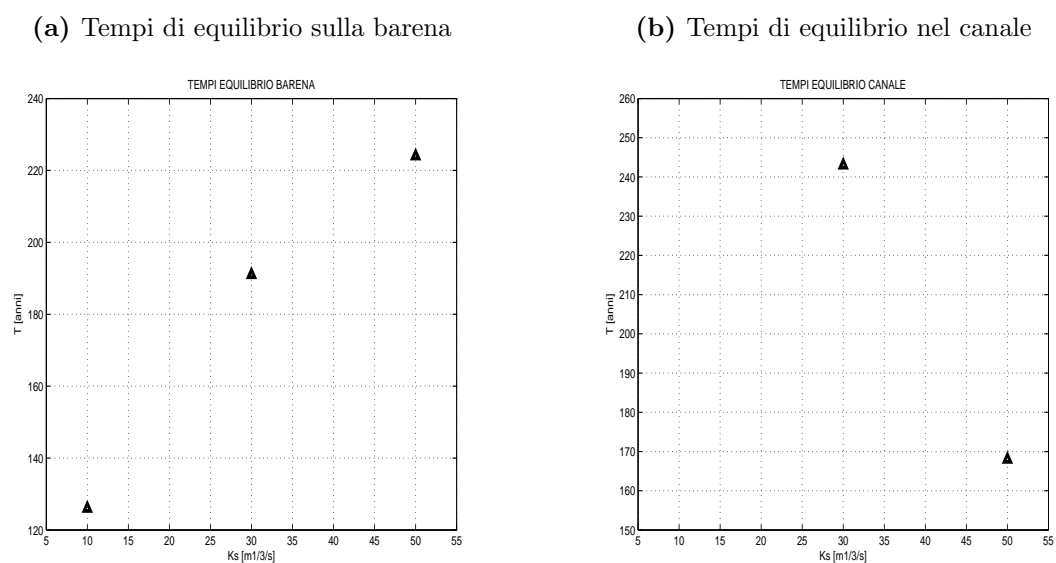 (a) Tempi di equilibrio sulla barena
(b) Tempi di equilibrio nel canale
TEMPI EQUILIBRIO BARENA
240
220
200
180
160
140
120
T [anni]
5 10 15 20 25 30 35 40 45 50 55
Ks [m1/3/s]
TEMPI EQUILIBRIO CANALE
260
250
240
230
220
210
200
190
180
170
160
150
T [anni]
5 10 15 20 25 30 35 40 45 50 55
Ks [m1/3/s]